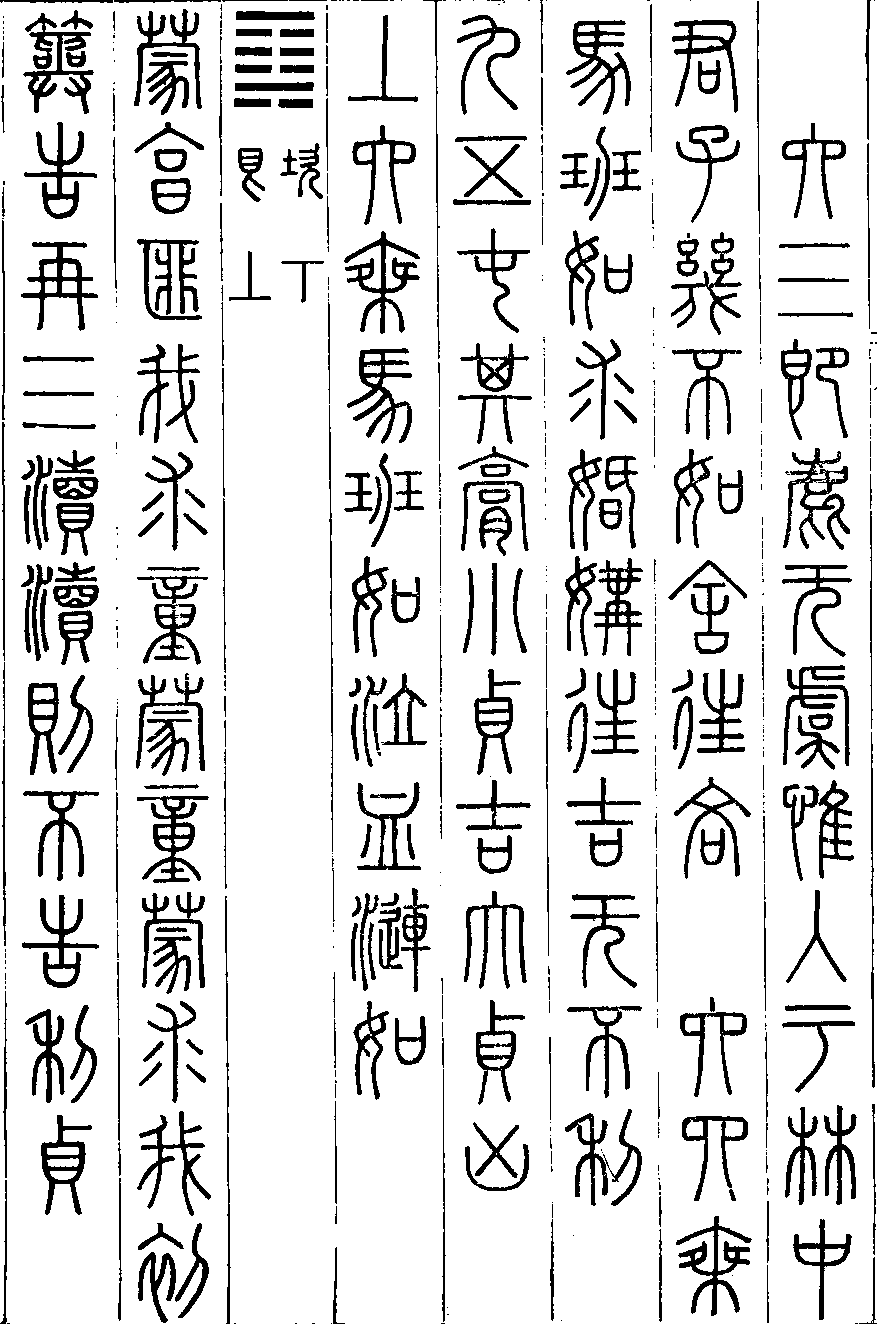 六三即鹿无虞惟入于林中
君子幾不如舍往吝　六四乘
馬班如求婚媾往吉无不利
九五屯其膏小貞吉大貞凶
上六乘馬班如泣血漣如
䷃坎下艮上
蒙亨匪我求童蒙童蒙求我初
筮告再三瀆瀆則不告利貞